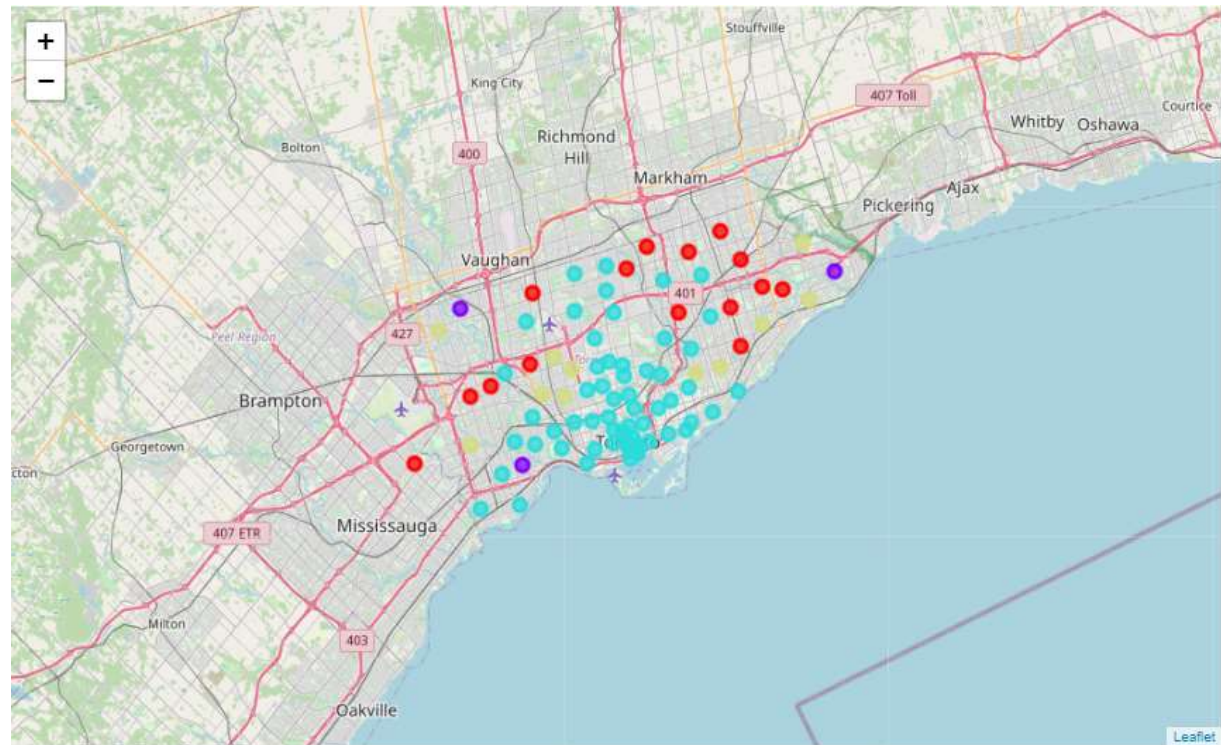 +
−
Stouffville
King City
407 Toll
Courtice
Richmond
Hill
Whitby
Oshawa
Bolton
400
Markham
Ajax
Pickering
Vaughan
401
427
Peel Region
Brampton
Georgetown
Mississauga
407 ETR
Milton
403
Oakville
Leaflet